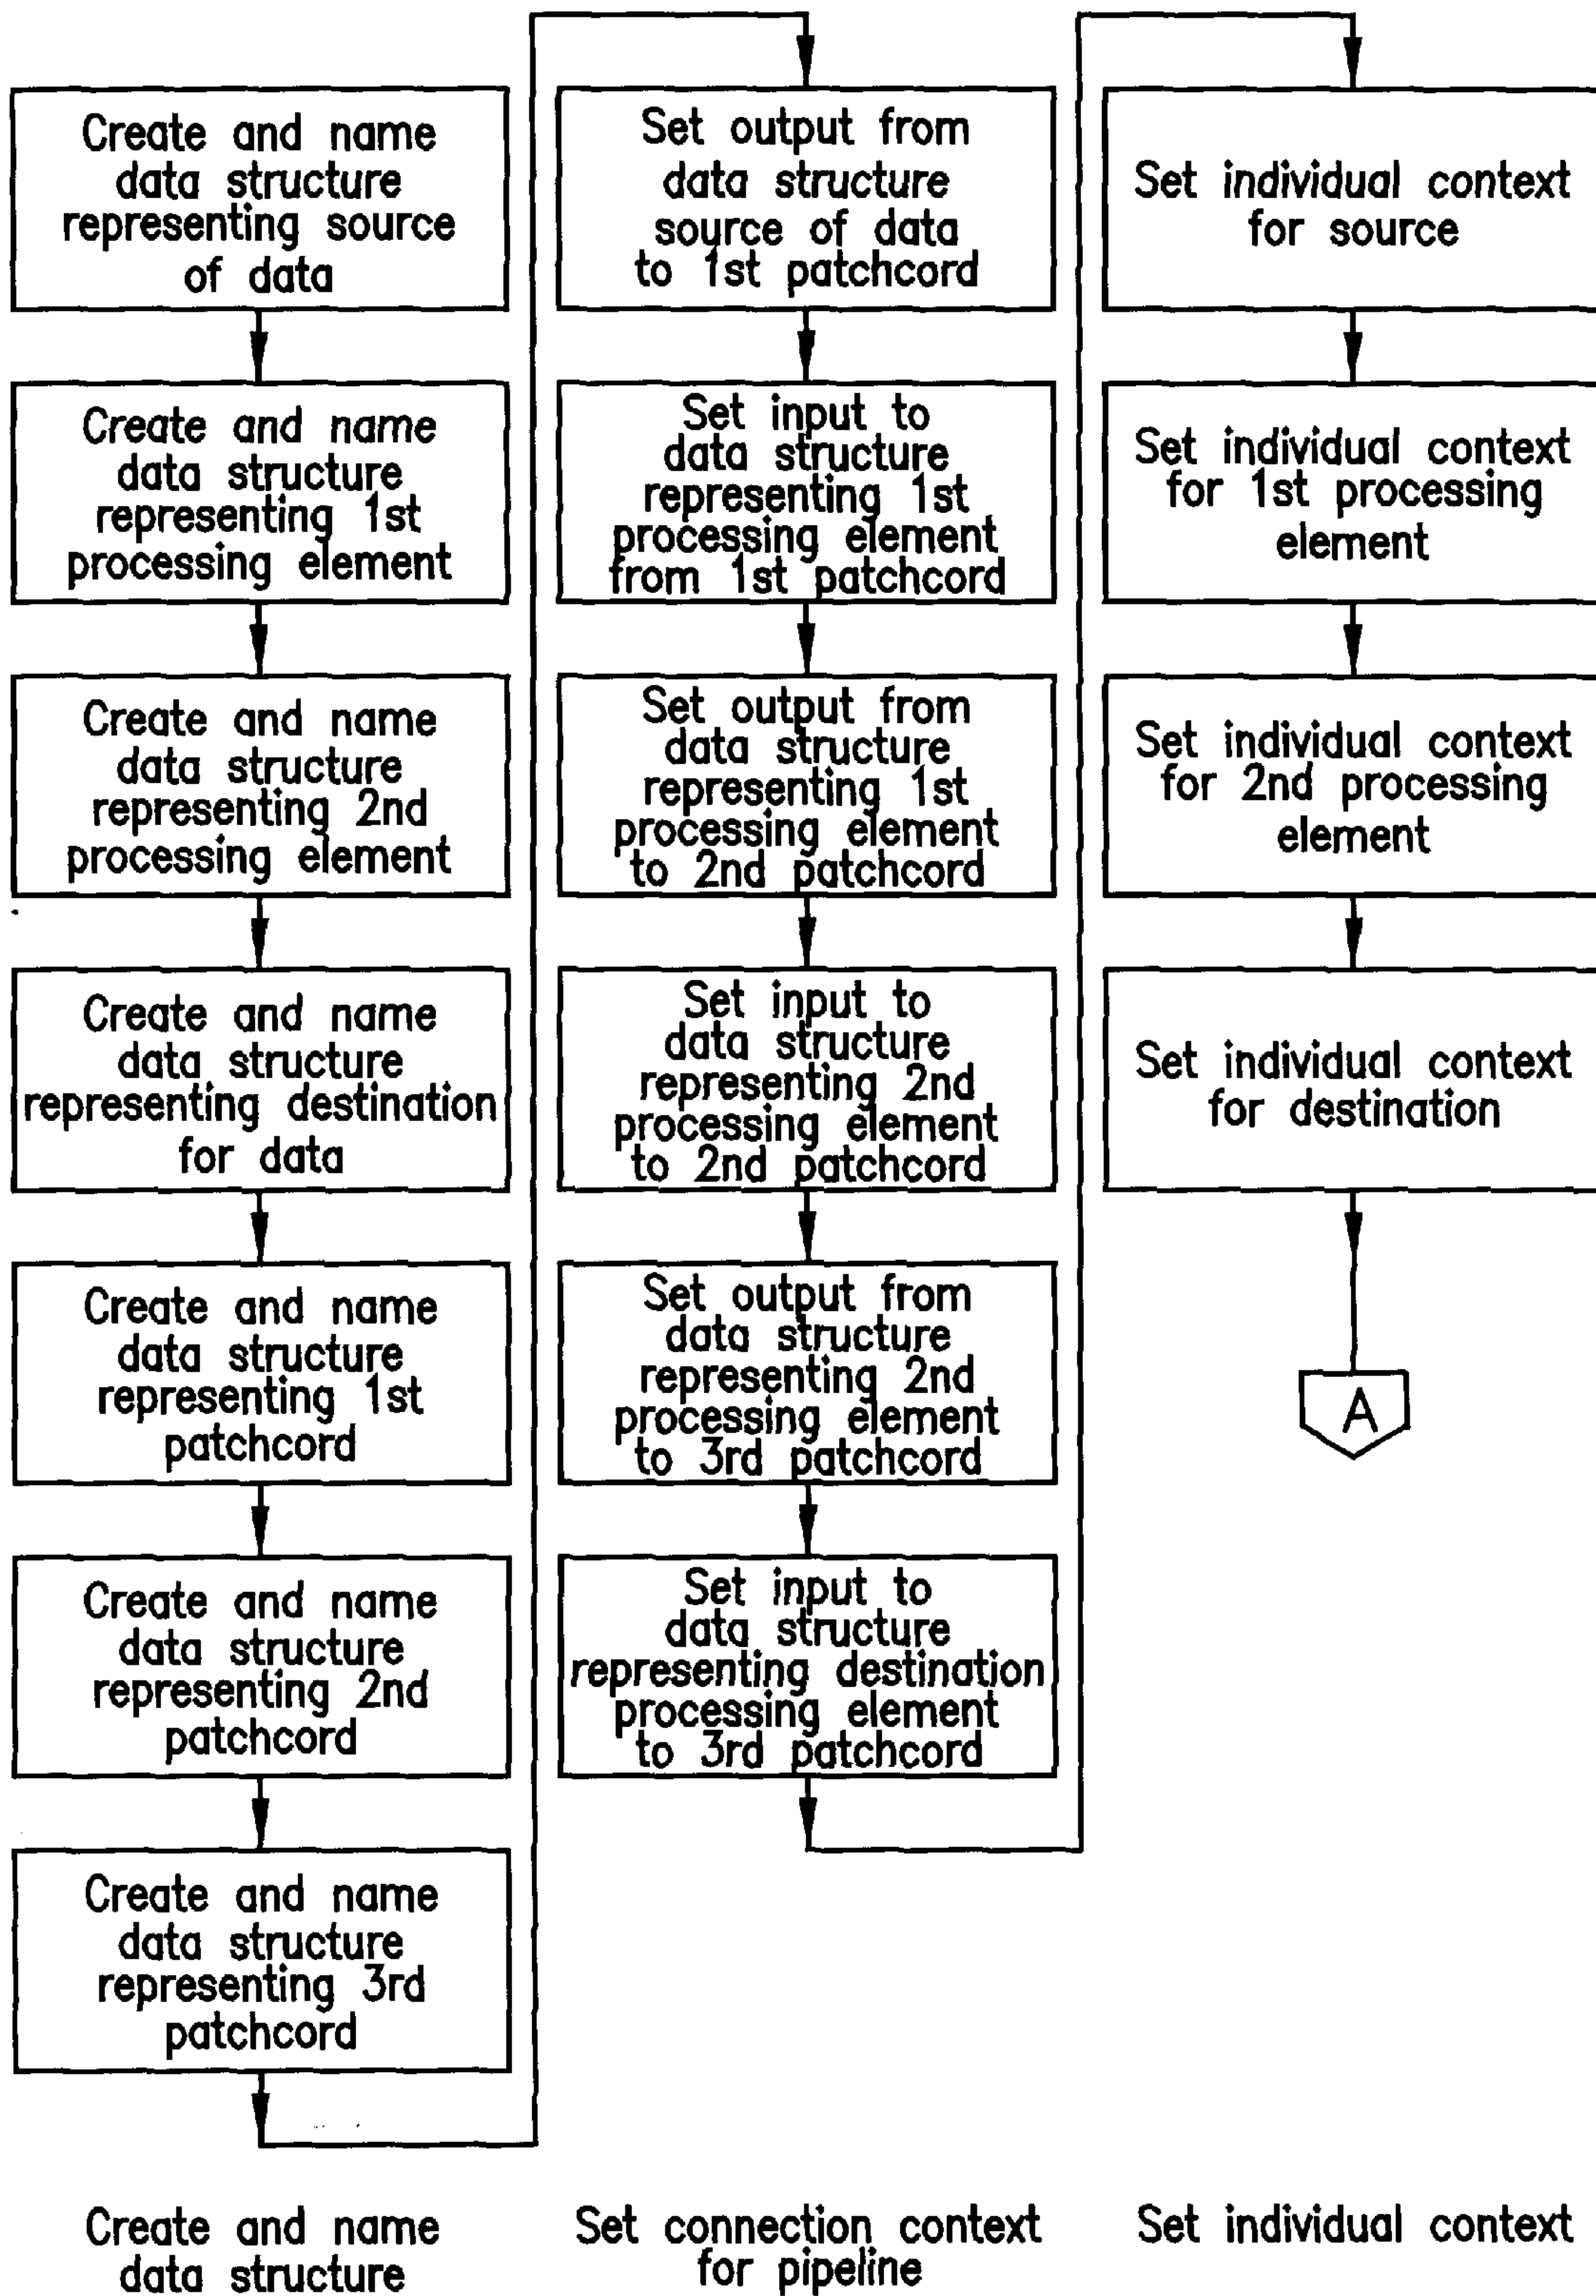 Create and name
data structure
representing source
of data
Create and name
data structure
representing 1st
processing element
Create and name
data structure
representing 2nd
processing element
Create and name
data structure
representing destination
for data
Create and name
data structure
representing 1st
patchcord
Create and name
data structure
representing 2nd
patchcord
Create and name
data structure
representing 3rd
patchcord
Create and name
data structure
Set output from
data structure
source of data
to 1st patchcord
Set input to
data structure
representing 1st
processing element
from 1st patchcord
Set output from
data structure
representing 1st
processing element
to 2nd patchcord
Set input to
data structure
representing 2nd
processing element
to 2nd patchcord
Set output from
data structure
representing 2nd
processing element
to 3rd patchcord
Set input to
data structure
representing destination
processing element
to 3rd patchcord
Set connection context
for pipeline
Set individual context
for source
Set individual context
for 1st processing
element
Set individual context
for 2nd processing
element
Set individual context
for destination
A
Set individual context